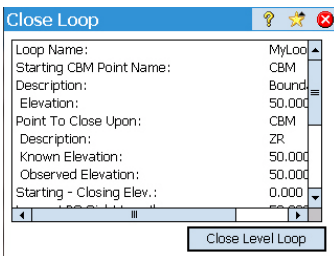 Close Loop
Loop Name: MyLoo
Starting CBM Point Name: CBM
Description: Bound
Elevation: 50.000
Point To Close Upon: CBM
Description: ZR
Known Elevation: 50.000
Observed Elevation: 50.000
Starting - Closing Elev.: 0.000
Close Level Loop